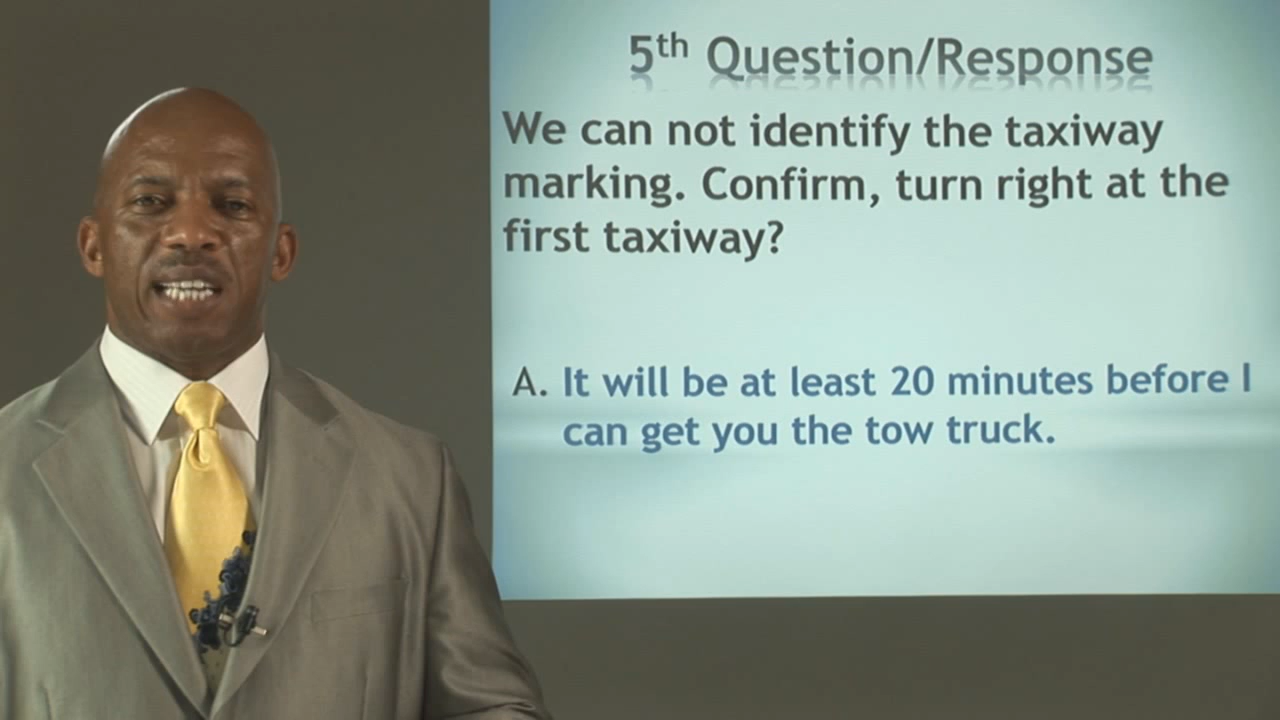 5th Question/Response
We can not identify the taxiway
marking. Confirm, turn right at the
first taxiway?
A. It will be at least 20 minutes before I
can get you the tow truck.